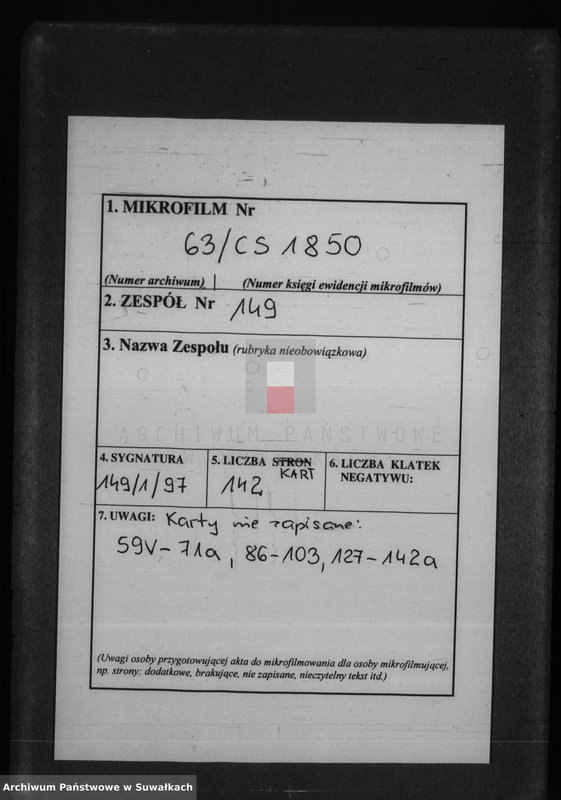 1. MIKROFILM Nr
63/CS 1850
(Numer archiwum) (Numer księgi ewidencji mikrofilmów)
2. ZESPÓŁ Nr 149
3. Nazwa Zespołu (rubryka nieobowiązkowa)
ARCHIWUM PAŃSTWOWE
W SUWAŁKACH
4. SYGNATURA
149/1/97
5. LICZBA STRON
KART
142
6. LICZBA KLATEK
NEGATYWU:
7. UWAGI: Karty nie zapisane:
59v-71a, 86-103, 127-142a
(Uwagi osoby przygotowującej akta do mikrofilmowania dla osoby mikrofilmującej,
np. strony: dodatkowe, brakujące, nie zapisane, nieczytelny tekst itd.)
Archiwum Państwowe w Suwałkach